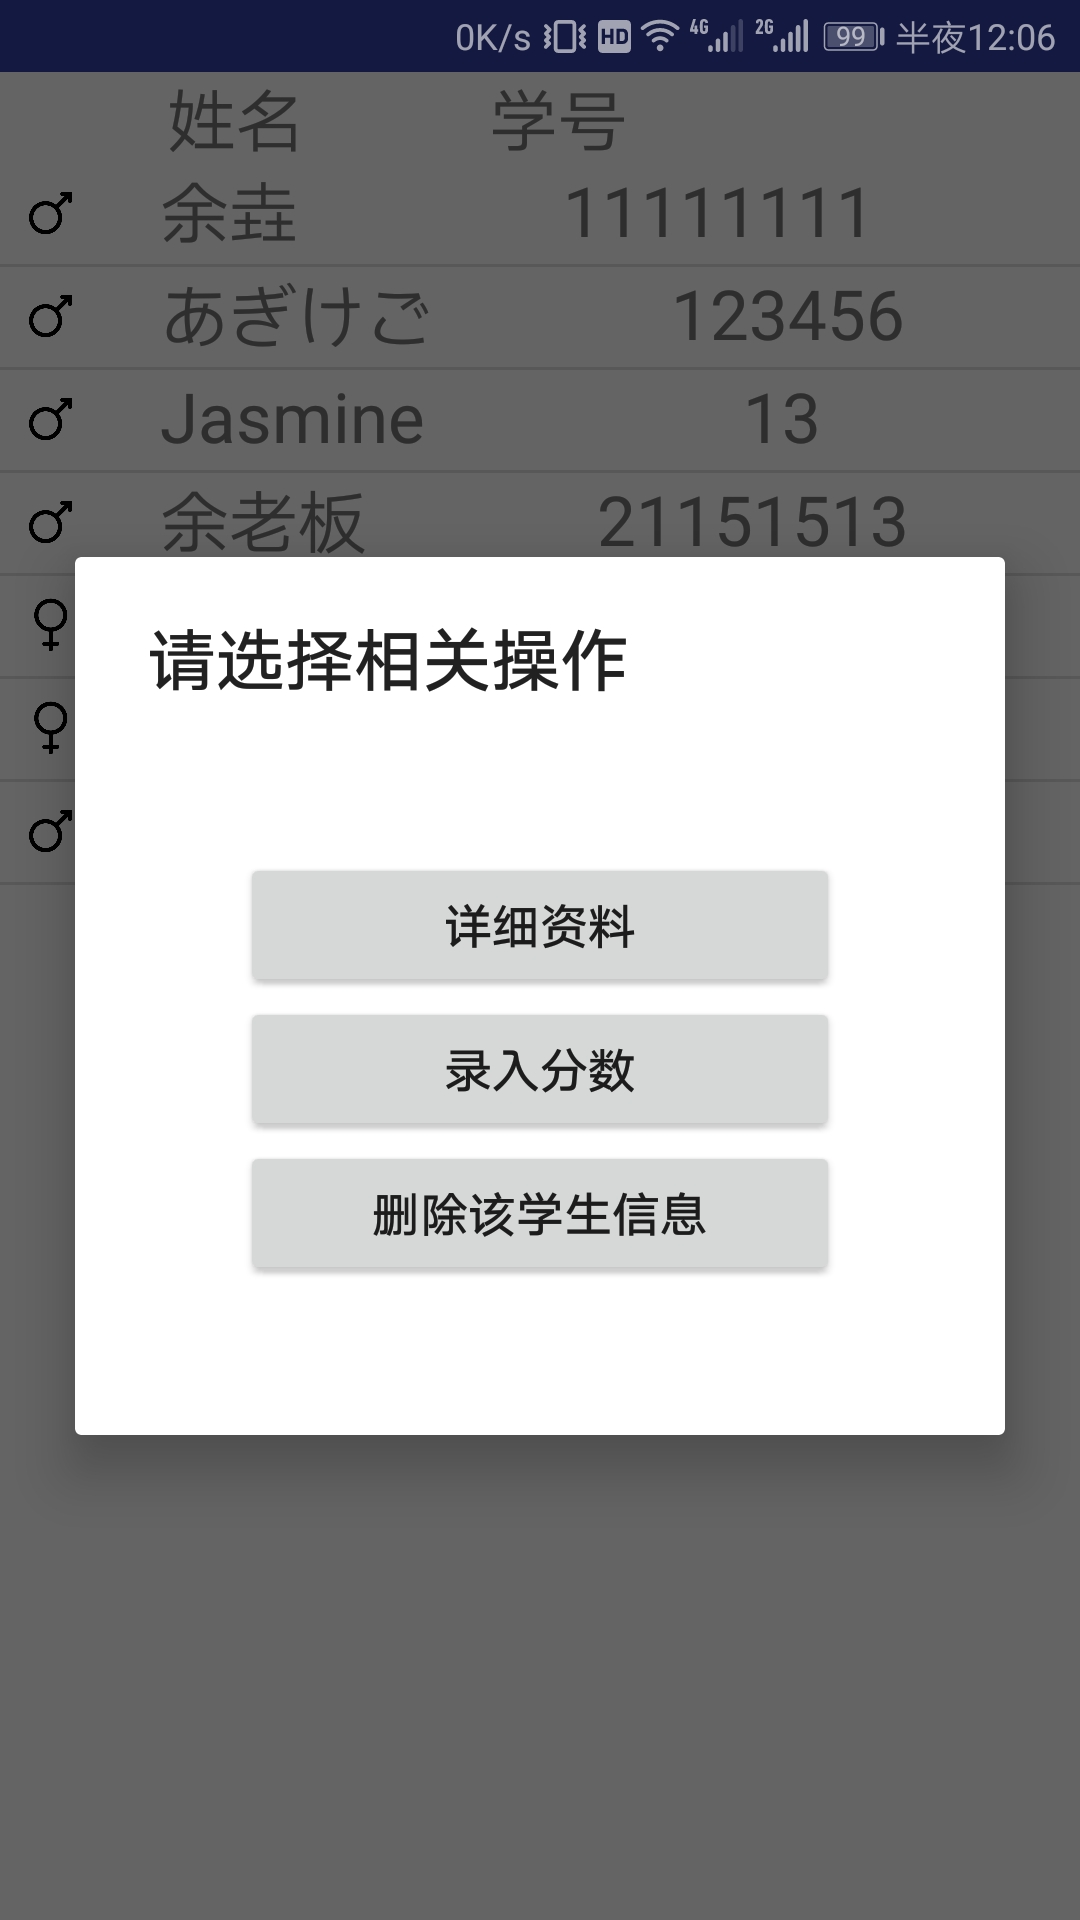 0K/s HD 4G 2G 99 半夜12:06
姓名 学号
余垚 11111111
あぎけご 123456
Jasmine 13
余老板 21151513
请选择相关操作
详细资料
录入分数
删除该学生信息